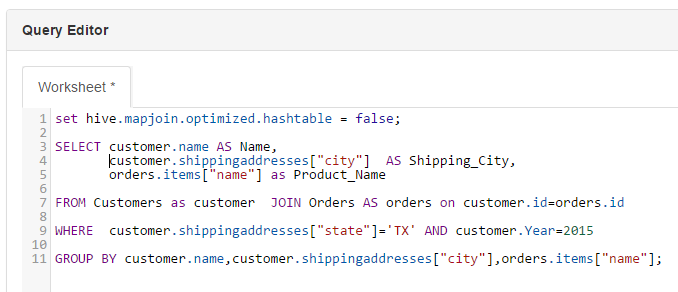 Query Editor
Worksheet *
1 set hive.mapjoin.optimized.hashtable = false;
2
3 SELECT customer.name AS Name,
4 customer.shippingaddresses["city"]  AS Shipping_City,
5 orders.items["name"] as Product_Name
6
7 FROM Customers as customer  JOIN Orders AS orders on customer.id=orders.id
8
9 WHERE  customer.shippingaddresses["state"]='TX' AND customer.Year=2015
10
11 GROUP BY customer.name,customer.shippingaddresses["city"],orders.items["name"];